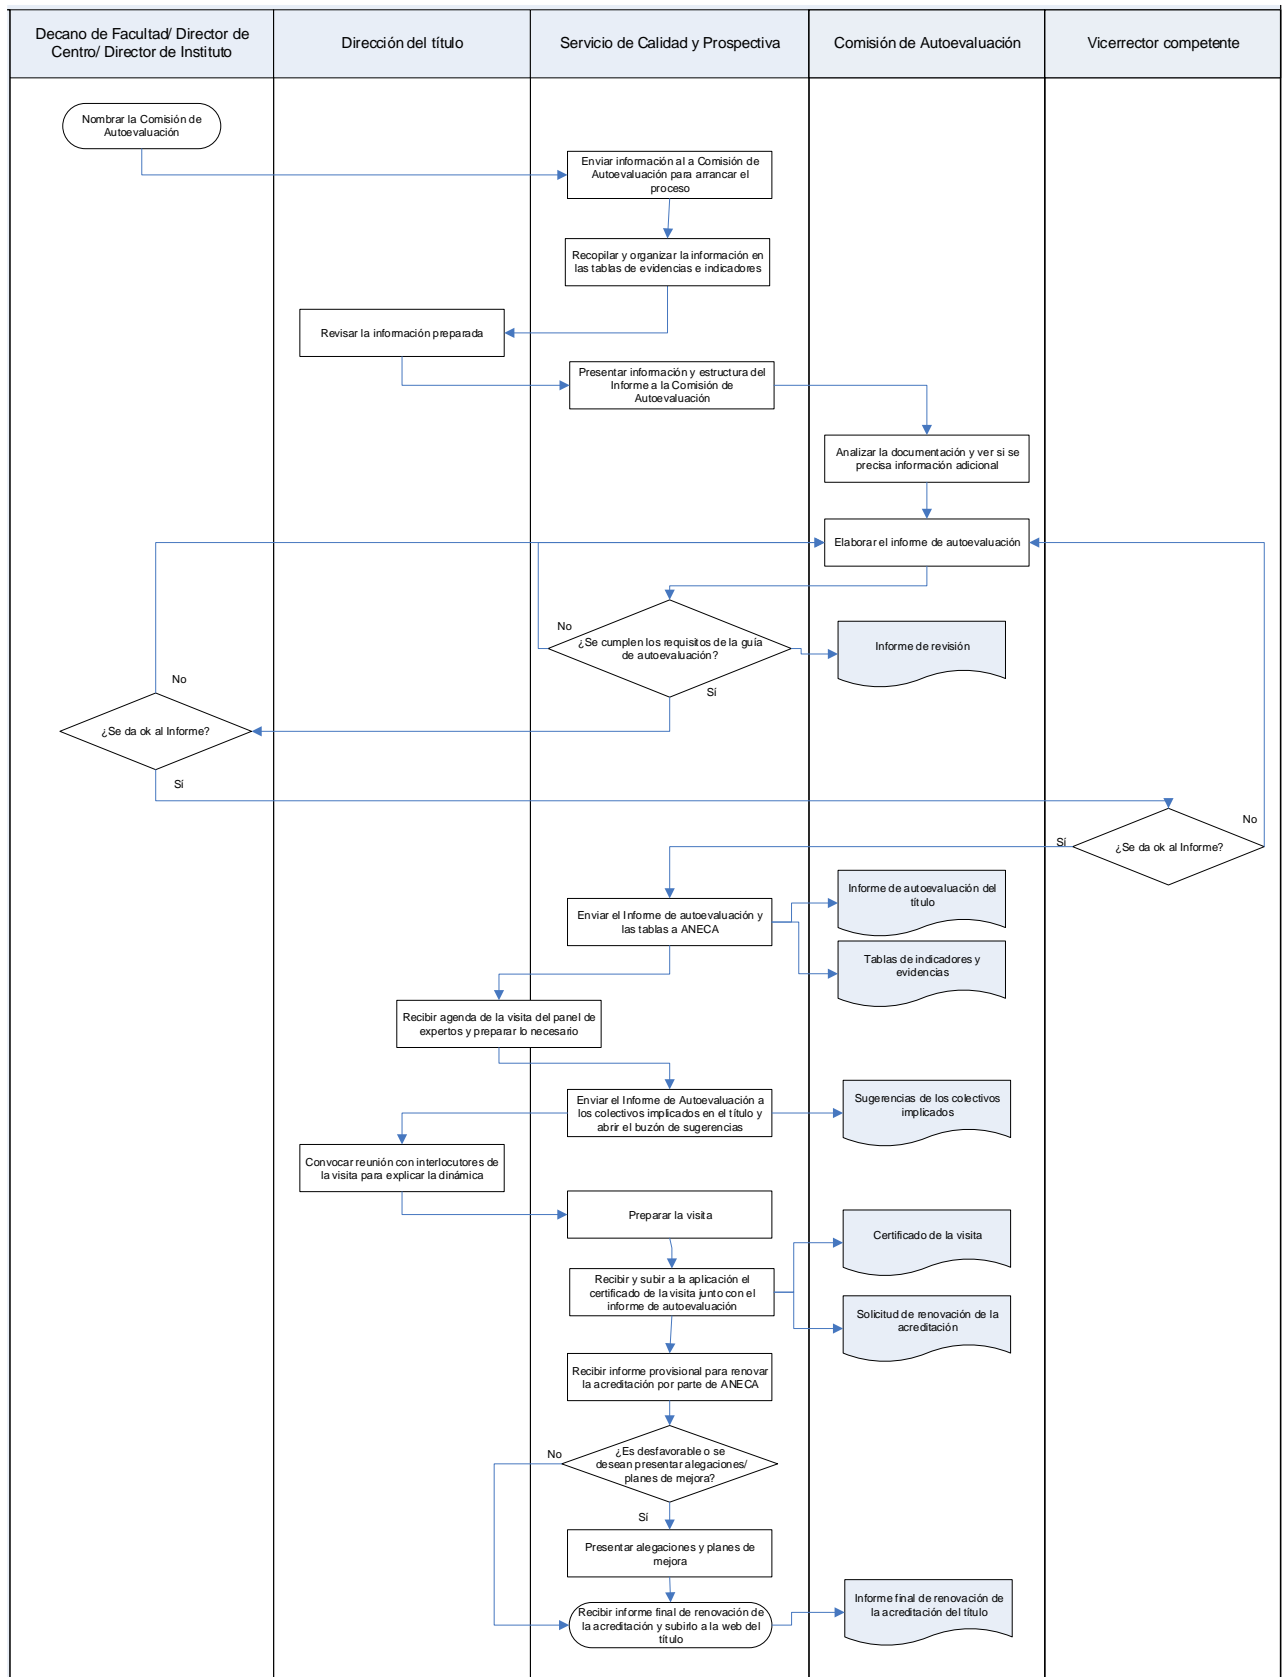 Decano de Facultad/ Director de
Centro/ Director de Instituto
Dirección del título
Servicio de Calidad y Prospectiva
Comisión de Autoevaluación
Vicerrector competente
Nombrar la Comisión de
Autoevaluación
Enviar información al a Comisión de
Autoevaluación para arrancar el
proceso
Recopilar y organizar la información en
las tablas de evidencias e indicadores
Revisar la información preparada
Presentar información y estructura del
Informe a la Comisión de
Autoevaluación
Analizar la documentación y ver si se
precisa información adicional
Elaborar el informe de autoevaluación
No
¿Se cumplen los requisitos de la guía
de autoevaluación?
Sí
Informe de revisión
No
¿Se da ok al Informe?
Sí
No
Sí
¿Se da ok al Informe?
Enviar el Informe de autoevaluación y
las tablas a ANECA
Informe de autoevaluación del
título
Tablas de indicadores y
evidencias
Recibir agenda de la visita del panel de
expertos y preparar lo necesario
Enviar el Informe de Autoevaluación a
los colectivos implicados en el título y
abrir el buzón de sugerencias
Sugerencias de los colectivos
implicados
Convocar reunión con interlocutores de
la visita para explicar la dinámica
Preparar la visita
Certificado de la visita
Recibir y subir a la aplicación el
certificado de la visita junto con el
informe de autoevaluación
Solicitud de renovación de la
acreditación
Recibir informe provisional para renovar
la acreditación por parte de ANECA
No
¿Es desfavorable o se
desean presentar alegaciones/
planes de mejora?
Sí
Presentar alegaciones y planes de
mejora
Recibir informe final de renovación de
la acreditación y subirlo a la web del
título
Informe final de renovación de
la acreditación del título